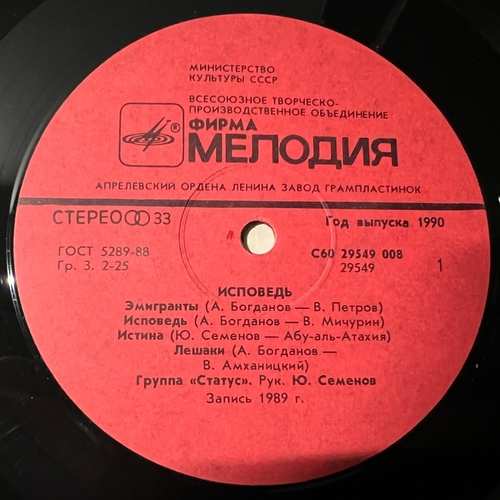 МИНИСТЕРСТВО
КУЛЬТУРЫ СССР
ВСЕСОЮЗНОЕ ТВОРЧЕСКО-
ПРОИЗВОДСТВЕННОЕ ОБЪЕДИНЕНИЕ
ФИРМА
®
МЕЛОДИЯ
АПРЕЛЕВСКИЙ ОРДЕНА ЛЕНИНА ЗАВОД ГРАМПЛАСТИНОК
СТЕРЕО 33
Год выпуска 1990
ГОСТ 5289-88
С60 29549 008
Гр. 3. 2-25
29549
1
ИСПОВЕДЬ
Эмигранты (А. Богданов — В. Петров)
Исповедь (А. Богданов — В. Мичурин)
Истина (Ю. Семенов — Абу-аль-Атахия)
Лешаки (А. Богданов —
В. Амханицкий)
Группа «Статус». Рук. Ю. Семенов
Запись 1989 г.